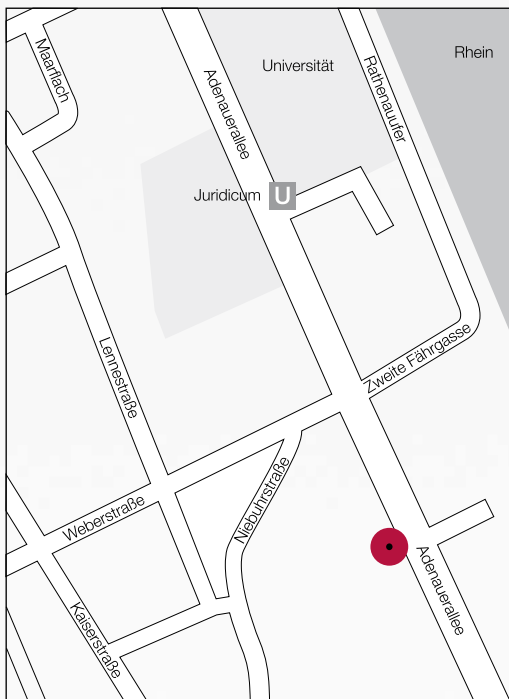 Rhein
Universität
Maarflach
Adenauerallee
Rathenauufer
Juridicum
U
Lennestraße
Zweite Fährgasse
Niebuhrstraße
Weberstraße
Adenauerallee
Kaiserstraße